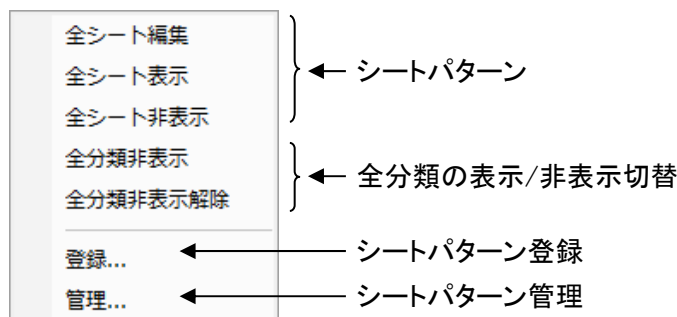 全シート編集
全シート表示
全シート非表示
シートパターン
全分類非表示
全分類非表示解除
全分類の表示/非表示切替
登録...
シートパターン登録
管理...
シートパターン管理